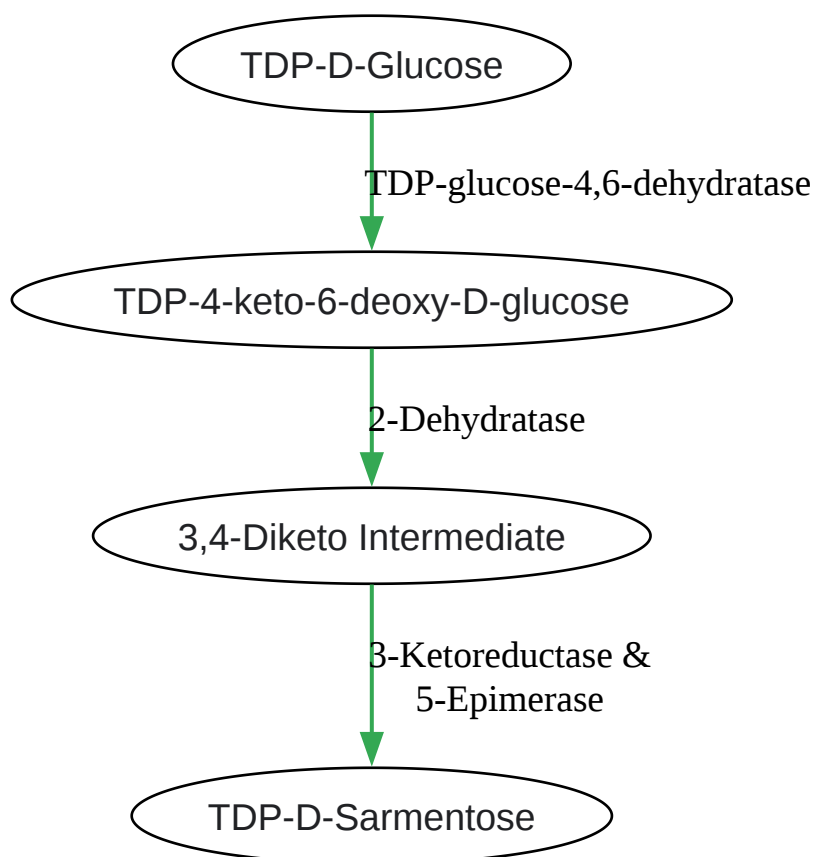 TDP-D-Glucose
TDP-glucose-4,6-dehydratase
TDP-4-keto-6-deoxy-D-glucose
2-Dehydratase
3,4-Diketo Intermediate
3-Ketoreductase &
5-Epimerase
TDP-D-Sarmentose